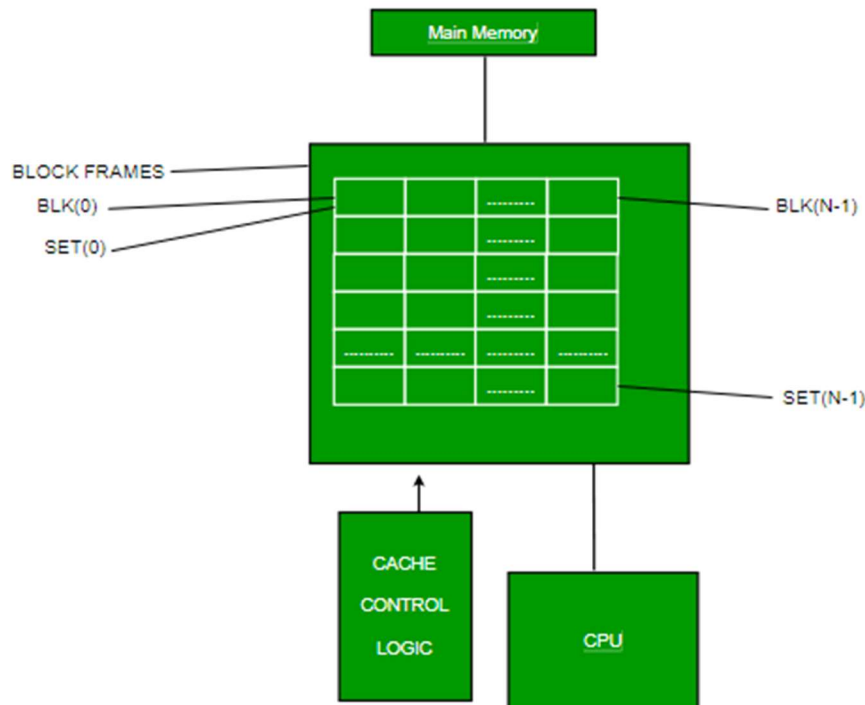 Main Memory
BLOCK FRAMES
BLK(0)
BLK(N-1)
SET(0)
---------
---------
---------
---------
--------- --------- --------- ---------
---------
SET(N-1)
CACHE
CONTROL
LOGIC
CPU